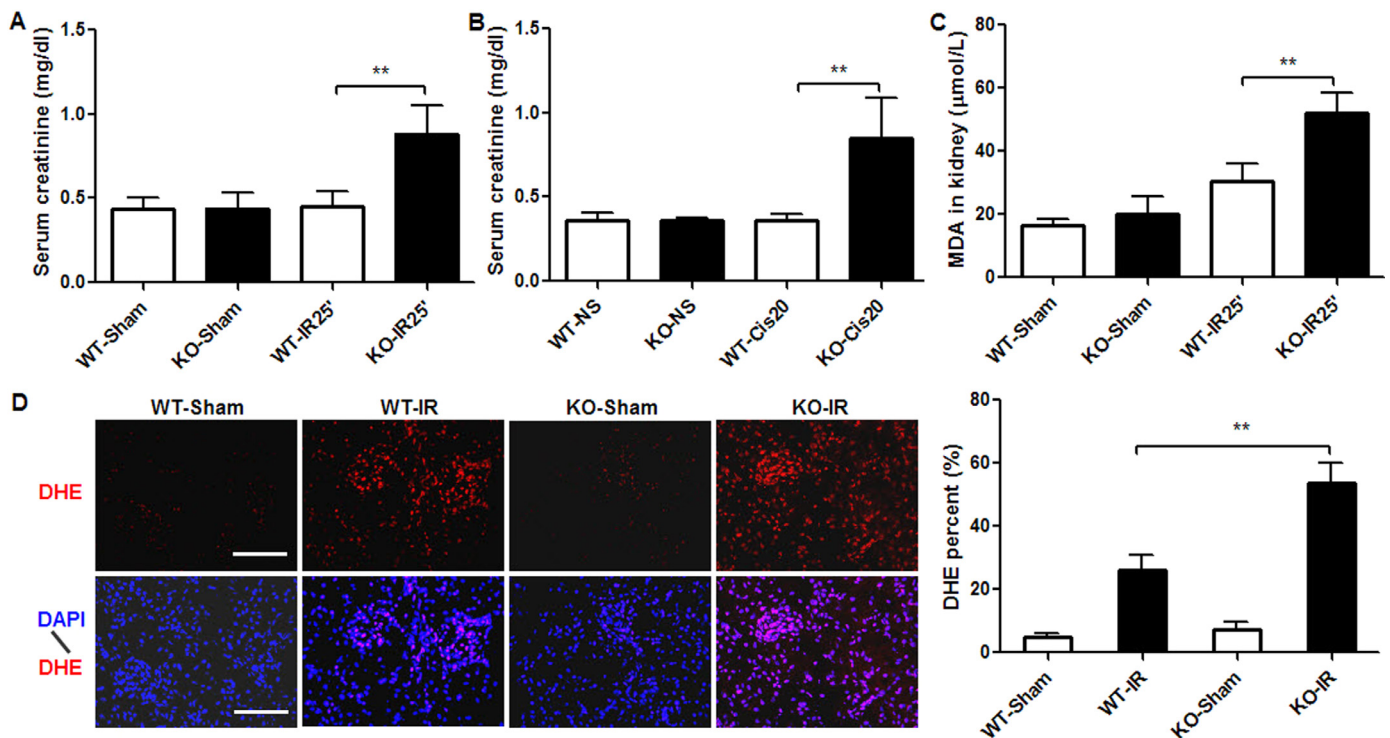 A
Serum creatinine (mg/dl)
1.5
1.0
0.5
0.0
**
WT-Sham
KO-Sham
WT-IR25'
KO-IR25'
B
Serum creatinine (mg/dl)
1.5
1.0
0.5
0.0
**
WT-NS
KO-NS
WT-Cis20
KO-Cis20
C
MDA in kidney (μmol/L)
80
60
40
20
0
**
WT-Sham
KO-Sham
WT-IR25'
KO-IR25'
D
WT-Sham
WT-IR
KO-Sham
KO-IR
DHE
DAPI
DHE
DHE percent (%)
80
60
40
20
0
**
WT-Sham
WT-IR
KO-Sham
KO-IR